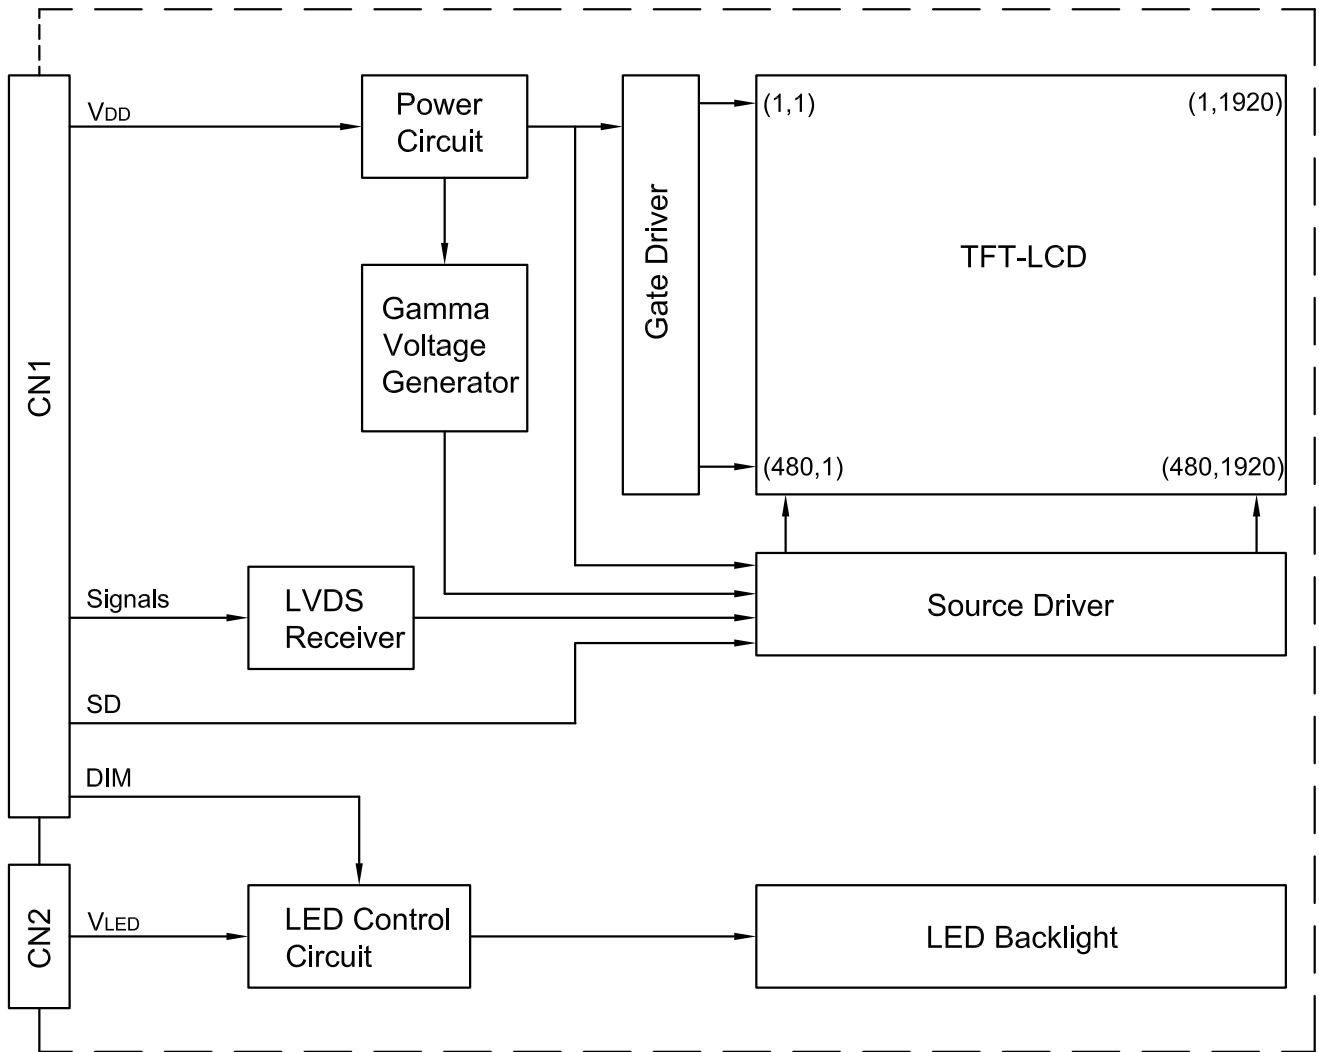 CN1
VDD
Power
Circuit
Gate Driver
(1,1)
(1,1920)
TFT-LCD
Gamma
Voltage
Generator
(480,1)
(480,1920)
Signals
LVDS
Receiver
Source Driver
SD
DIM
CN2
VLED
LED Control
Circuit
LED Backlight